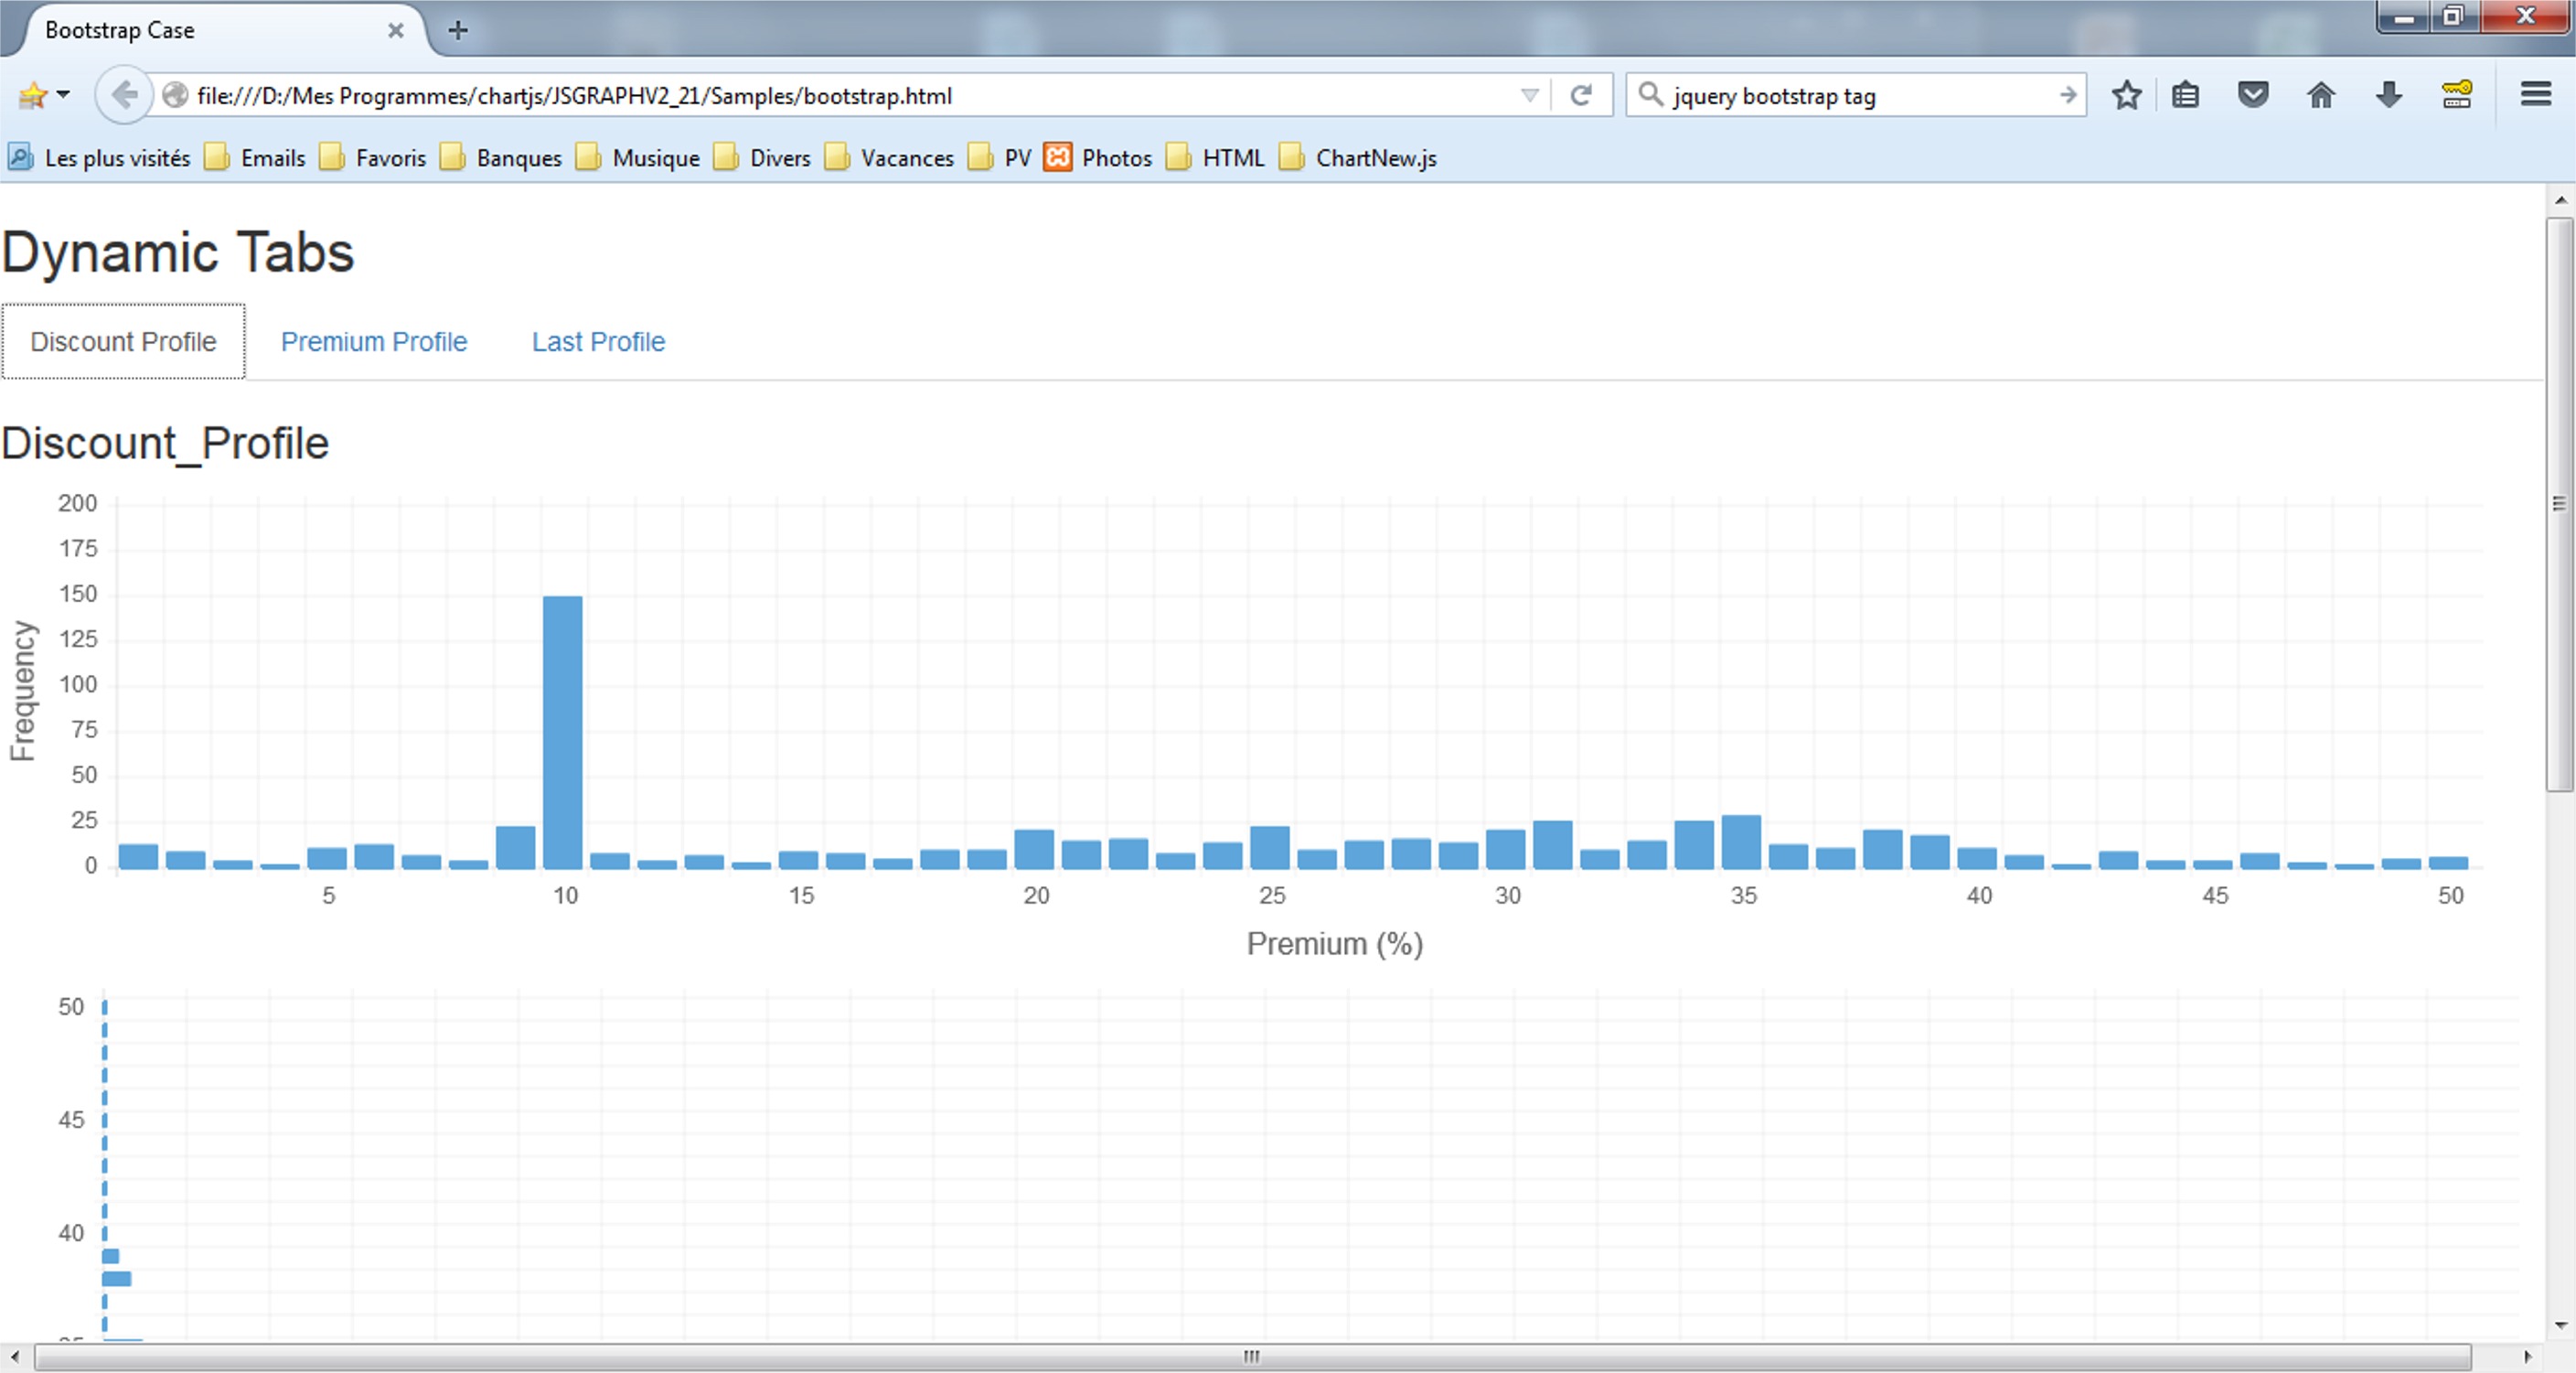 Bootstrap Case
file:///D:/Mes Programmes/chartjs/JSGRAPHV2_21/Samples/bootstrap.html
jquery bootstrap tag
Les plus visités Emails Favoris Banques Musique Divers Vacances PV Photos HTML ChartNew.js
Dynamic Tabs
Discount Profile Premium Profile Last Profile
Discount_Profile
200
175
150
125
100
75
50
25
0
Frequency
5 10 15 20 25 30 35 40 45 50
Premium (%)
50
45
40